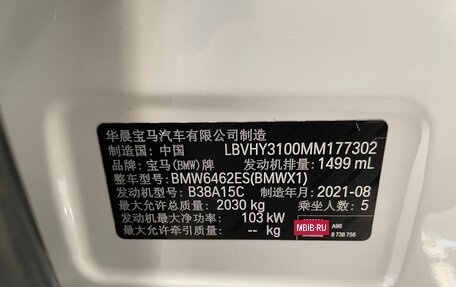 华晨宝马汽车有限公司制造
制造国: 中国 LBVHY3100MM177302
品牌: 宝马(BMW)牌 发动机排量: 1499 mL
整车型号:BMW6462ES(BMWX1)
发动机型号: B38A15C 制造年月: 2021-08
最大允许总质量: 2030 kg 乘坐人数: 5
发动机最大净功率: 103 kW
最大允许牵引质量: -- kg
MBIB.RU
A96
8 738 756